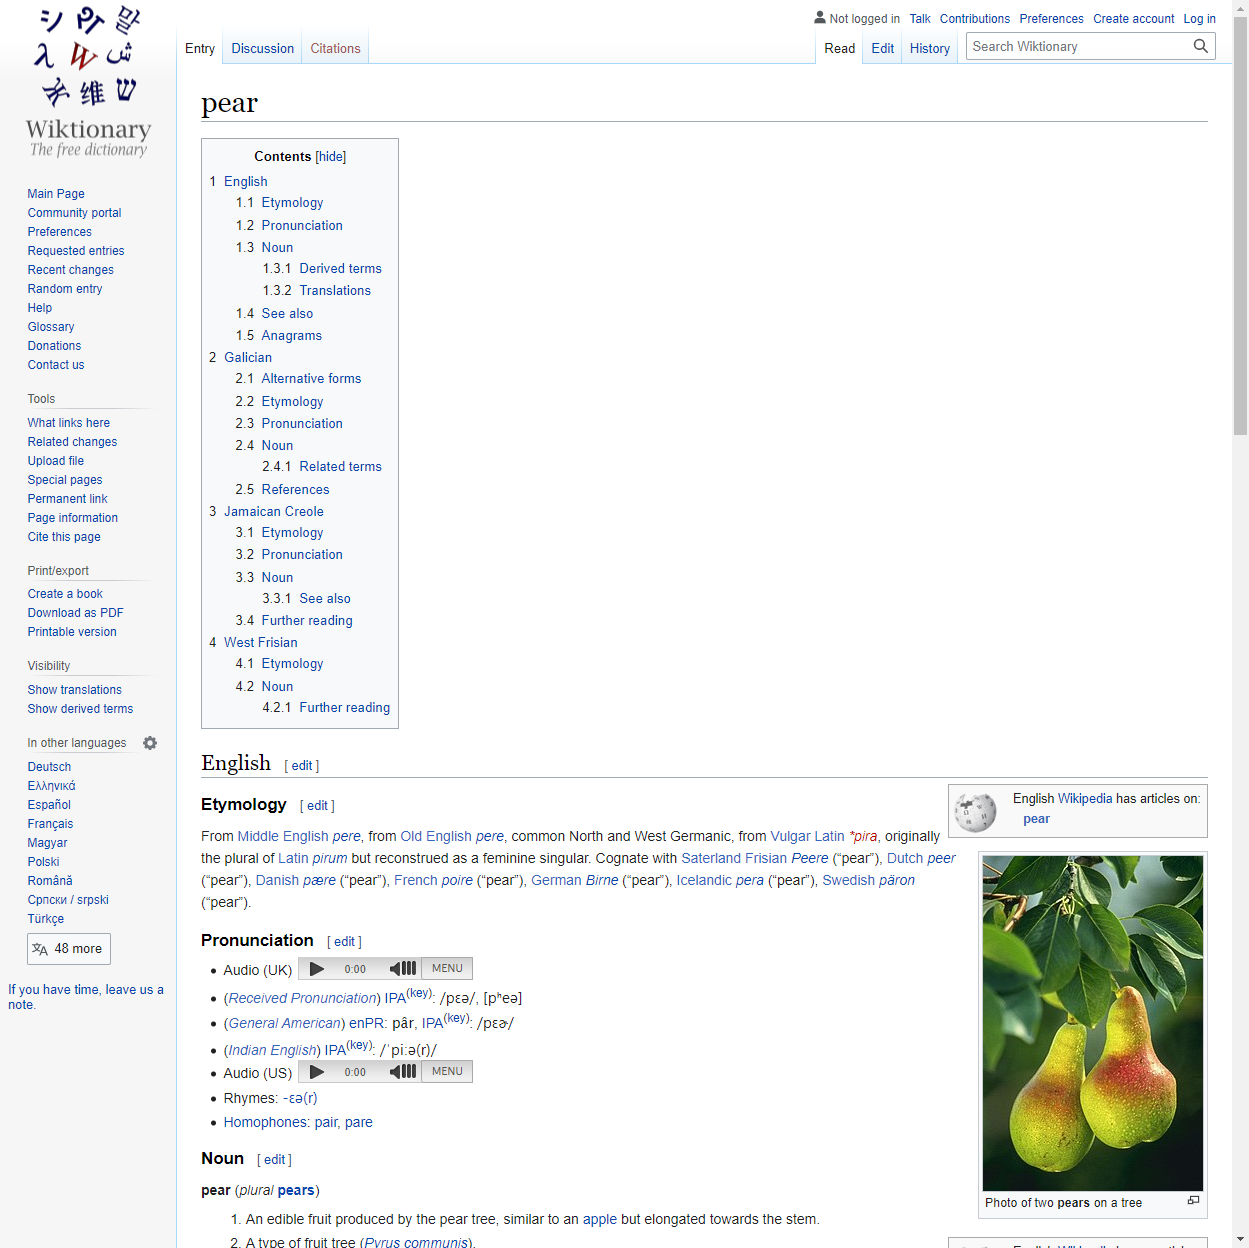 Not logged in Talk Contributions Preferences Create account Log in
Entry Discussion Citations Read Edit History Search Wiktionary
Wiktionary
The free dictionary
Main Page
Community portal
Preferences
Requested entries
Recent changes
Random entry
Help
Glossary
Donations
Contact us
Tools
What links here
Related changes
Upload file
Special pages
Permanent link
Page information
Cite this page
Print/export
Create a book
Download as PDF
Printable version
Visibility
Show translations
Show derived terms
In other languages
Deutsch
Ελληνικά
Español
Français
Magyar
Polski
Română
Српски / srpski
Türkçe
48 more
If you have time, leave us a
note.
pear
Contents [hide]
1 English
1.1 Etymology
1.2 Pronunciation
1.3 Noun
1.3.1 Derived terms
1.3.2 Translations
1.4 See also
1.5 Anagrams
2 Galician
2.1 Alternative forms
2.2 Etymology
2.3 Pronunciation
2.4 Noun
2.4.1 Related terms
2.5 References
3 Jamaican Creole
3.1 Etymology
3.2 Pronunciation
3.3 Noun
3.3.1 See also
3.4 Further reading
4 West Frisian
4.1 Etymology
4.2 Noun
4.2.1 Further reading
English [ edit ]
English Wikipedia has articles on:
pear
Etymology [ edit ]
From Middle English pere, from Old English pere, common North and West Germanic, from Vulgar Latin *pira, originally
the plural of Latin pirum but reconstrued as a feminine singular. Cognate with Saterland Frisian Peere (“pear”), Dutch peer
(“pear”), Danish pære (“pear”), French poire (“pear”), German Birne (“pear”), Icelandic pera (“pear”), Swedish päron
(“pear”).
Pronunciation [ edit ]
• Audio (UK) 0:00 MENU
• (Received Pronunciation) IPA(key): /pɛə/, [pʰeə]
• (General American) enPR: pâr, IPA(key): /pɛɚ/
• (Indian English) IPA(key): /ˈpiːə(r)/
• Audio (US) 0:00 MENU
• Rhymes: -ɛə(r)
• Homophones: pair, pare
Noun [ edit ]
pear (plural pears)
1. An edible fruit produced by the pear tree, similar to an apple but elongated towards the stem.
2. A type of fruit tree (Pyrus communis).
Photo of two pears on a tree